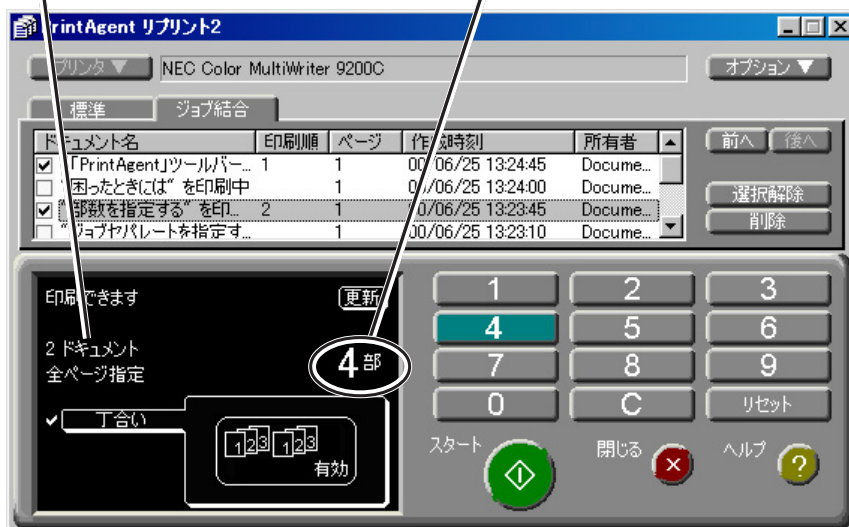 PrintAgent リプリント2
プリンタ NEC Color MultiWriter 9200C オプション
標準 ジョブ結合
ドキュメント名 印刷順 ページ 作成時刻 所有者 前へ 後へ
「PrintAgent」ツールバー... 1 1 00/06/25 13:24:45 Docume...
"困ったときには" を印刷中 1 00/06/25 13:24:00 Docume... 選択解除
"部数を指定する" を印... 2 1 00/06/25 13:23:45 Docume...
"ジョブセパレートを指定す... 1 00/06/25 13:23:10 Docume... 削除
印刷できます 更新
2 ドキュメント
全ページ指定
4 部
丁合い
1 2 3 1 2 3
有効
1 2 3
4 5 6
7 8 9
0 C リセット
スタート 閉じる ヘルプ
?